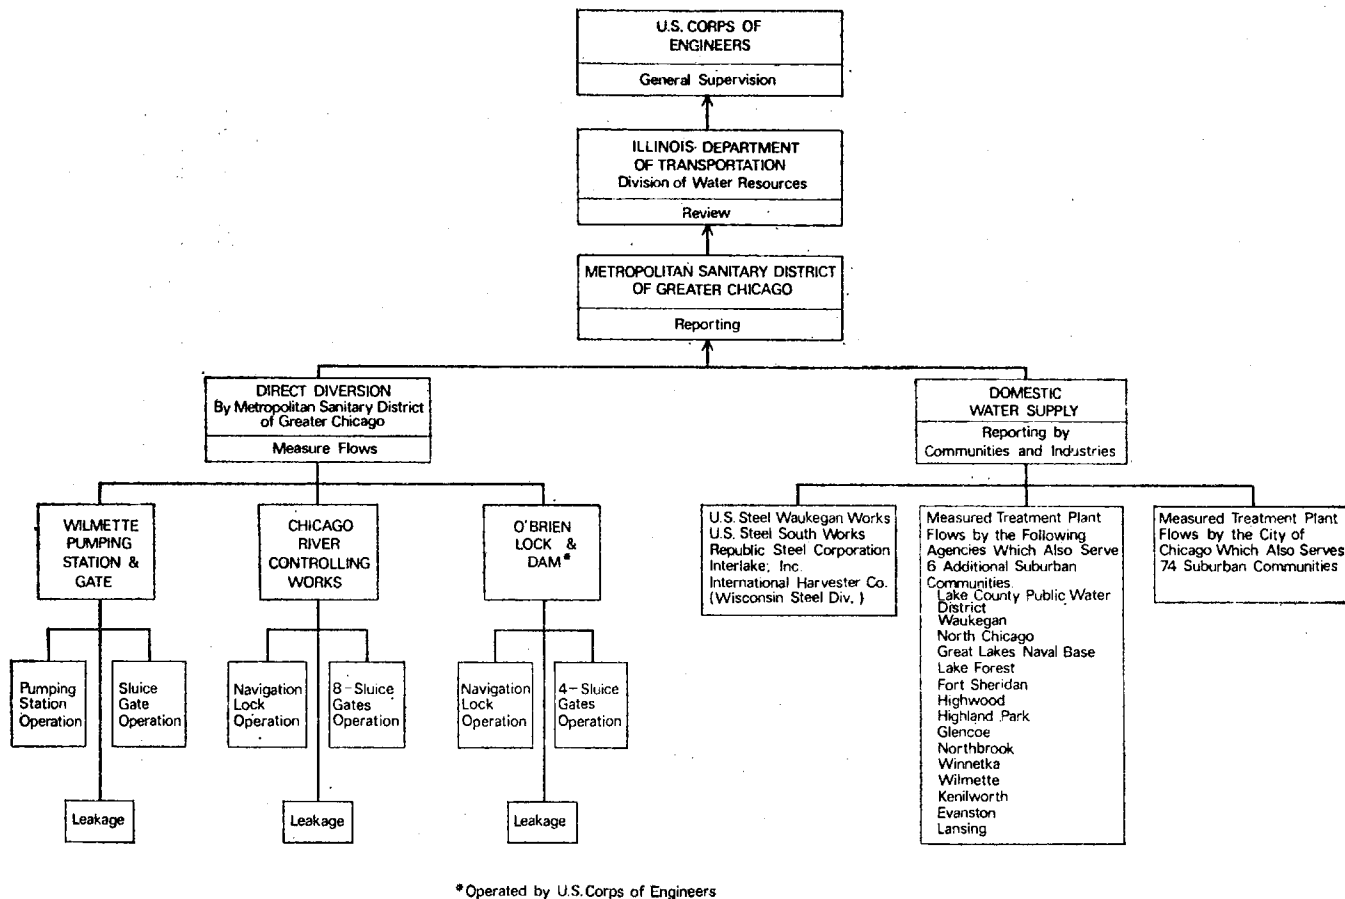 U.S. CORPS OF
ENGINEERS
General Supervision
ILLINOIS DEPARTMENT
OF TRANSPORTATION
Division of Water Resources
Review
METROPOLITAN SANITARY DISTRICT
OF GREATER CHICAGO
Reporting
DIRECT DIVERSION
By Metropolitan Sanitary District
of Greater Chicago
Measure Flows
DOMESTIC
WATER SUPPLY
Reporting by
Communities and Industries
WILMETTE
PUMPING
STATION &
GATE
CHICAGO
RIVER
CONTROLLING
WORKS
O'BRIEN
LOCK &
DAM*
U.S. Steel Waukegan Works
U.S. Steel South Works
Republic Steel Corporation
Interlake, Inc.
International Harvester Co.
(Wisconsin Steel Div. )
Measured Treatment Plant
Flows by the Following
Agencies Which Also Serve
6 Additional Suburban
Communities
Lake County Public Water
District
Waukegan
North Chicago
Great Lakes Naval Base
Lake Forest
Fort Sheridan
Highwood
Highland Park
Glencoe
Northbrook
Winnetka
Wilmette
Kenilworth
Evanston
Lansing
Measured Treatment Plant
Flows by the City of
Chicago Which Also Serves
74 Suburban Communities
Pumping
Station
Operation
Sluice
Gate
Operation
Navigation
Lock
Operation
8-Sluice
Gates
Operation
Navigation
Lock
Operation
4-Sluice
Gates
Operation
Leakage
Leakage
Leakage
*Operated by U.S. Corps of Engineers